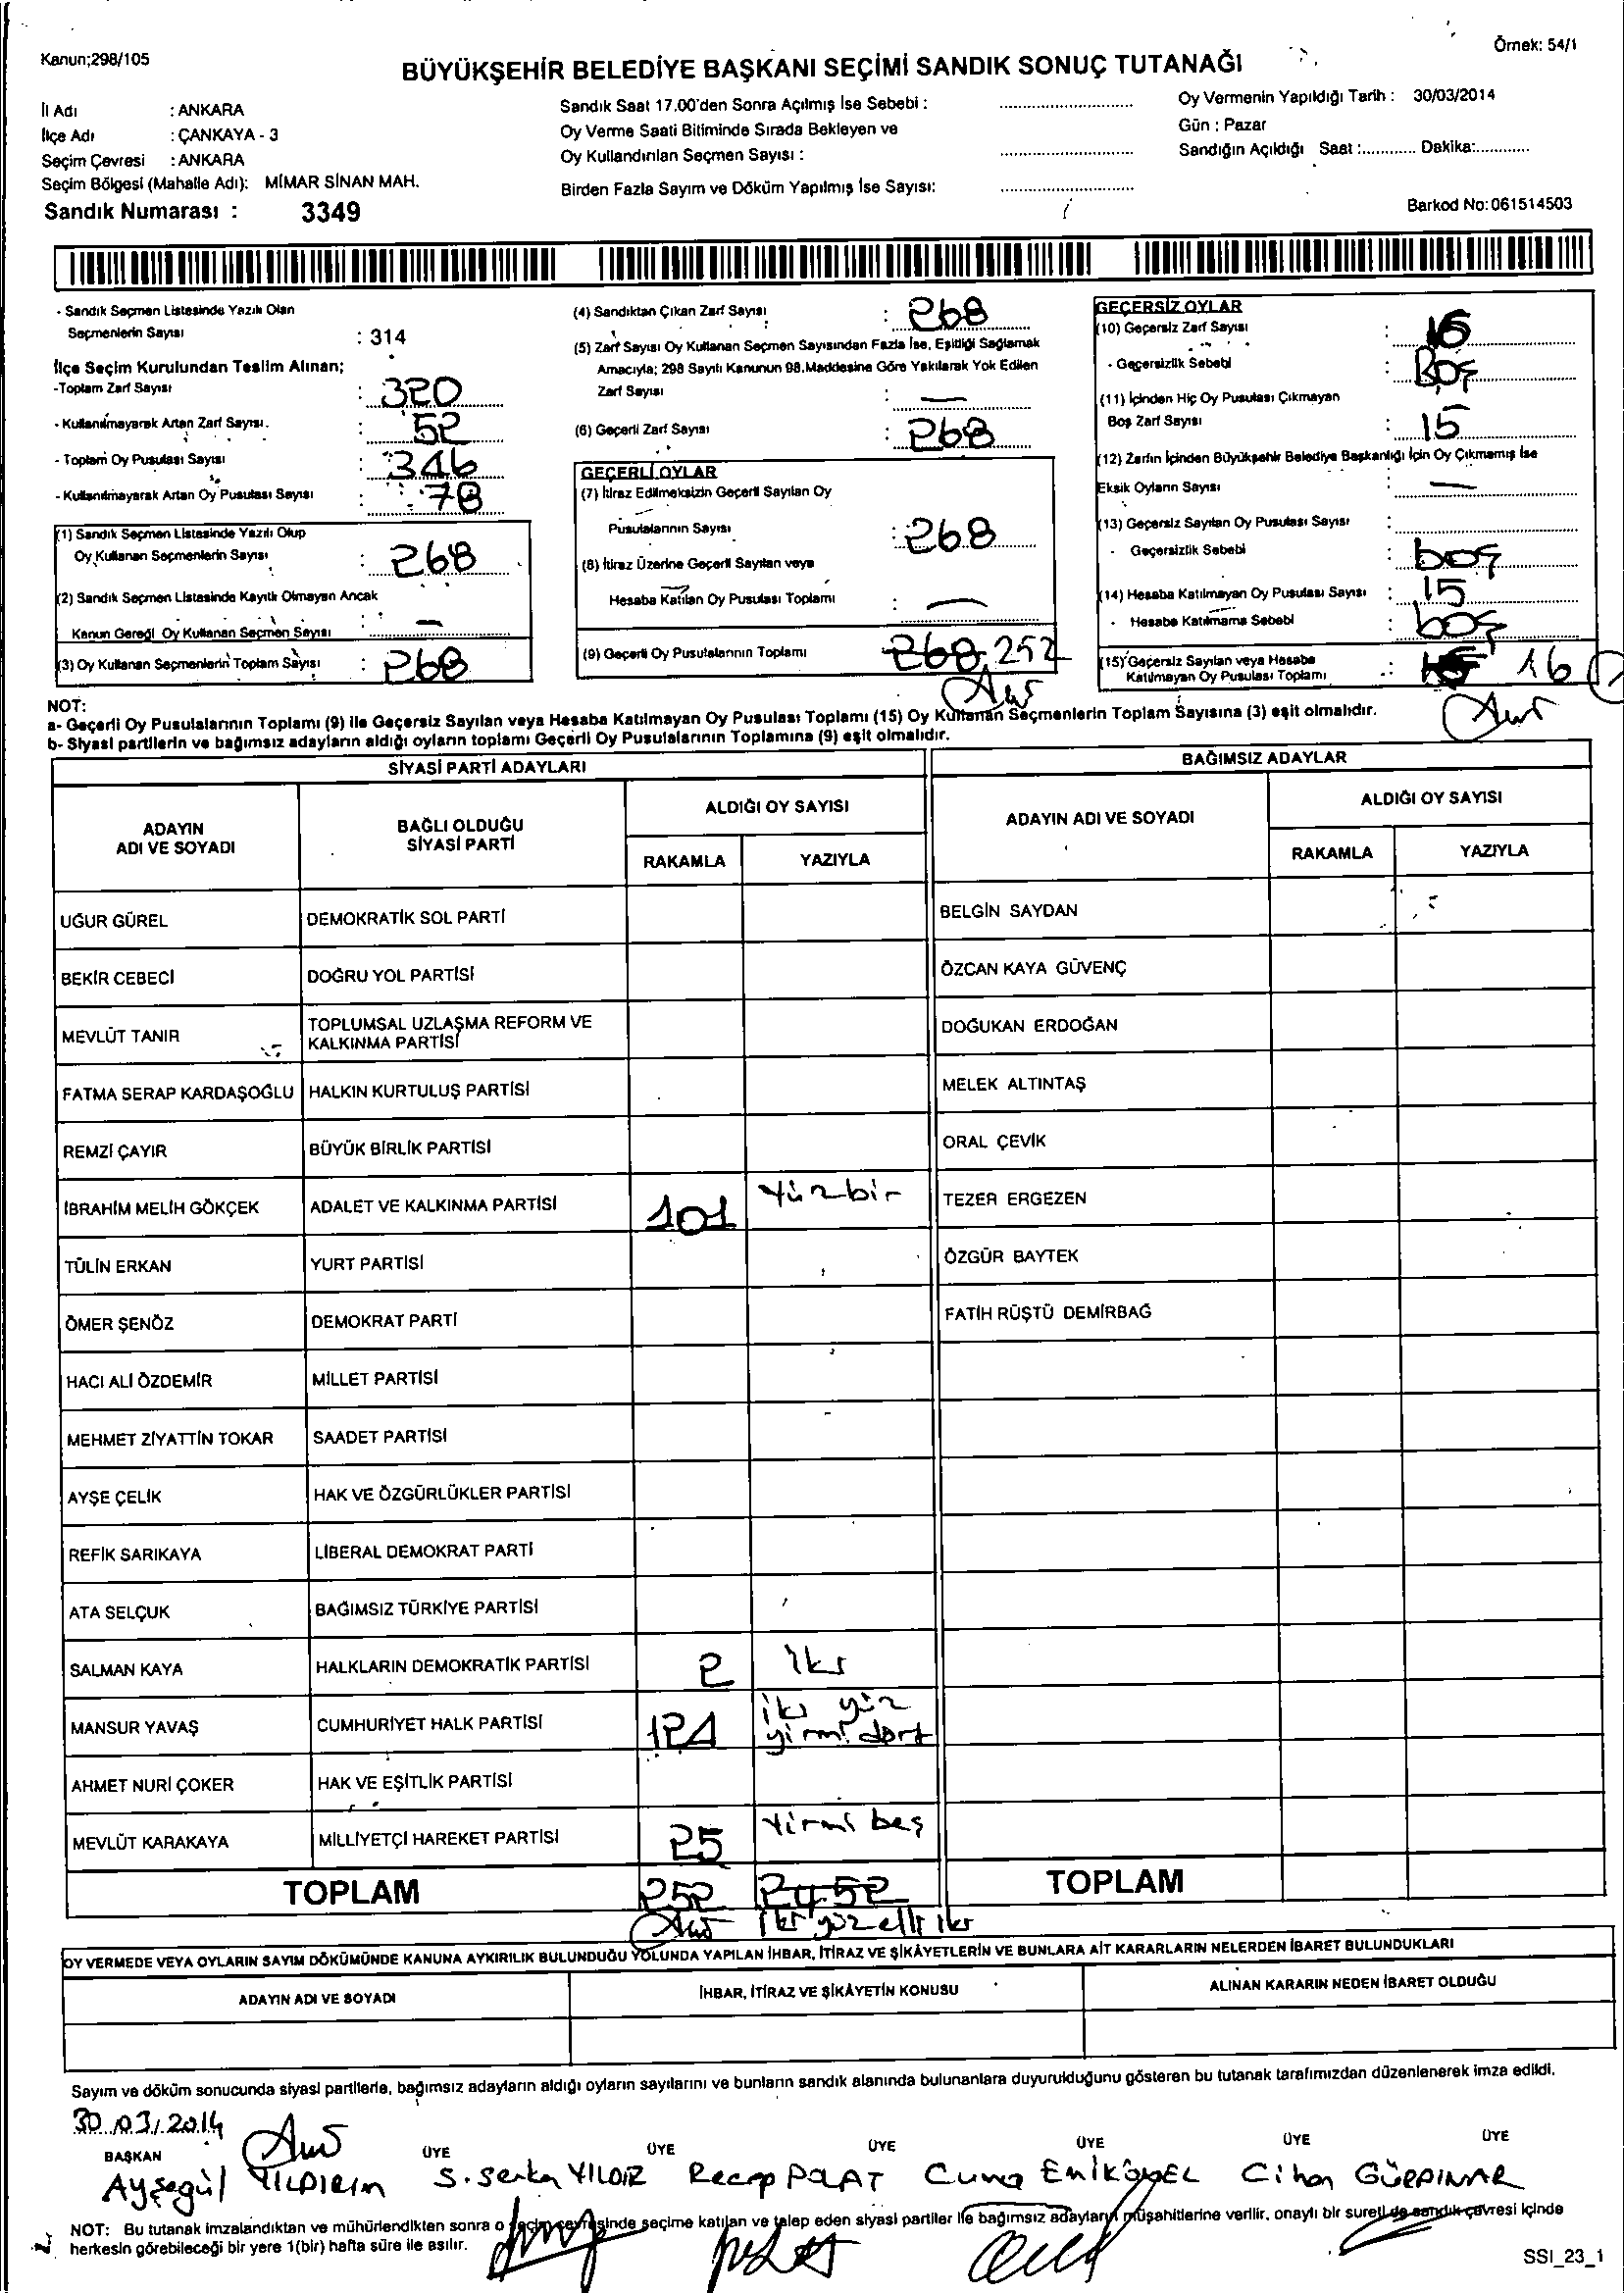 Kanun;298/105
Örnek: 54/1
BÜYÜKŞEHİR BELEDİYE BAŞKANI SEÇİMİ SANDIK SONUÇ TUTANAĞI
İl Adı : ANKARA
İlçe Adı : ÇANKAYA - 3
Seçim Çevresi : ANKARA
Seçim Bölgesi (Mahalle Adı): MİMAR SİNAN MAH.
Sandık Numarası : 3349
Sandık Saat 17.00'den Sonra Açılmış İse Sebebi :
Oy Verme Saati Bitiminde Sırada Bekleyen ve
Oy Kullandırılan Seçmen Sayısı :
Birden Fazla Sayım ve Döküm Yapılmış İse Sayısı:
Oy Vermenin Yapıldığı Tarih : 30/03/2014
Gün : Pazar
Sandığın Açıldığı Saat :............ Dakika:............
Barkod No:061514503
- Sandık Seçmen Listesinde Yazılı Olan
Seçmenlerin Sayısı : 314
İlçe Seçim Kurulundan Teslim Alınan;
-Toplam Zarf Sayısı : 320
- Kullanılmayarak Artan Zarf Sayısı. : 52
- Toplam Oy Pusulası Sayısı : 346
- Kullanılmayarak Artan Oy Pusulası Sayısı : 78
(1) Sandık Seçmen Listesinde Yazılı Olup
Oy Kullanan Seçmenlerin Sayısı : 268
(2) Sandık Seçmen Listesinde Kayıtlı Olmayan Ancak
Kanun Gereği Oy Kullanan Seçmen Sayısı : —
(3) Oy Kullanan Seçmenlerin Toplam Sayısı : 268
(4) Sandıktan Çıkan Zarf Sayısı : 268
(5) Zarf Sayısı Oy Kullanan Seçmen Sayısından Fazla İse, Eşitliği Sağlamak
Amacıyla; 298 Sayılı Kanunun 98.Maddesine Göre Yakılarak Yok Edilen
Zarf Sayısı : —
(6) Geçerli Zarf Sayısı : 268
GEÇERLİ OYLAR
(7) İtiraz Edilmeksizin Geçerli Sayılan Oy
Pusulalarının Sayısı : 268
(8) İtiraz Üzerine Geçerli Sayılan veya
Hesaba Katılan Oy Pusulası Toplamı : —
(9) Geçerli Oy Pusulalarının Toplamı 268 252
GEÇERSİZ OYLAR
(10) Geçersiz Zarf Sayısı : 16
- Geçersizlik Sebebi : Boş
(11) İçinden Hiç Oy Pusulası Çıkmayan
Boş Zarf Sayısı : 15
(12) Zarfın İçinden Büyükşehir Belediye Başkanlığı İçin Oy Çıkmamış İse
Eksik Oyların Sayısı : —
(13) Geçersiz Sayılan Oy Pusulası Sayısı :
- Geçersizlik Sebebi : boş
(14) Hesaba Katılmayan Oy Pusulası Sayısı : 15
- Hesaba Katılmama Sebebi : boş
(15) Geçersiz Sayılan veya Hesaba
Katılmayan Oy Pusulası Toplamı : 16
NOT:
a- Geçerli Oy Pusulalarının Toplamı (9) ile Geçersiz Sayılan veya Hesaba Katılmayan Oy Pusulası Toplamı (15) Oy Kullanan Seçmenlerin Toplam Sayısına (3) eşit olmalıdır.
b- Siyasi partilerin ve bağımsız adayların aldığı oyların toplamı Geçerli Oy Pusulalarının Toplamına (9) eşit olmalıdır.
SİYASİ PARTİ ADAYLARI
BAĞIMSIZ ADAYLAR
ADAYIN ADI VE SOYADI
BAĞLI OLDUĞU SİYASİ PARTİ
ALDIĞI OY SAYISI
RAKAMLA YAZIYLA
ADAYIN ADI VE SOYADI
ALDIĞI OY SAYISI
RAKAMLA YAZIYLA
UĞUR GÜREL DEMOKRATİK SOL PARTİ BELGİN SAYDAN
BEKİR CEBECİ DOĞRU YOL PARTİSİ ÖZCAN KAYA GÜVENÇ
MEVLÜT TANIR TOPLUMSAL UZLAŞMA REFORM VE KALKINMA PARTİSİ DOĞUKAN ERDOĞAN
FATMA SERAP KARDAŞOĞLU HALKIN KURTULUŞ PARTİSİ MELEK ALTINTAŞ
REMZİ ÇAYIR BÜYÜK BİRLİK PARTİSİ ORAL ÇEVİK
İBRAHİM MELİH GÖKÇEK ADALET VE KALKINMA PARTİSİ 101 Yüzbir TEZER ERGEZEN
TÜLİN ERKAN YURT PARTİSİ ÖZGÜR BAYTEK
ÖMER ŞENÖZ DEMOKRAT PARTİ FATİH RÜŞTÜ DEMİRBAĞ
HACI ALİ ÖZDEMİR MİLLET PARTİSİ
MEHMET ZİYATTİN TOKAR SAADET PARTİSİ
AYŞE ÇELİK HAK VE ÖZGÜRLÜKLER PARTİSİ
REFİK SARIKAYA LİBERAL DEMOKRAT PARTİ
ATA SELÇUK BAĞIMSIZ TÜRKİYE PARTİSİ
SALMAN KAYA HALKLARIN DEMOKRATİK PARTİSİ 2 iki
MANSUR YAVAŞ CUMHURİYET HALK PARTİSİ 124 iki yüz yirmi dört
AHMET NURİ ÇOKER HAK VE EŞİTLİK PARTİSİ
MEVLÜT KARAKAYA MİLLİYETÇİ HAREKET PARTİSİ 25 Yirmi beş
TOPLAM 252 2452 TOPLAM
iki yüz elli iki
OY VERMEDE VEYA OYLARIN SAYIM DÖKÜMÜNDE KANUNA AYKIRILIK BULUNDUĞU YOLUNDA YAPILAN İHBAR, İTİRAZ VE ŞİKÂYETLERİN VE BUNLARA AİT KARARLARIN NELERDEN İBARET BULUNDUKLARI
ADAYIN ADI VE SOYADI İHBAR, İTİRAZ VE ŞİKÂYETİN KONUSU ALINAN KARARIN NEDEN İBARET OLDUĞU
Sayım ve döküm sonucunda siyasi partilerle, bağımsız adayların aldığı oyların sayılarını ve bunların sandık alanında bulunanlara duyurulduğunu gösteren bu tutanak tarafımızdan düzenlenerek imza edildi.
30.03/2014
BAŞKAN ÜYE ÜYE ÜYE ÜYE ÜYE ÜYE
Ayşegül YILDIRIM S. Serkan YILDIZ Recep POLAT Cuma Cihan GÜRPINAR
NOT: Bu tutanak imzalandıktan ve mühürlendikten sonra o seçim çevresinde seçime katılan ve talep eden siyasi partiler ile bağımsız adayların müşahitlerine verilir, onaylı bir sureti de sandık çevresi içinde
herkesin görebileceği bir yere 1(bir) hafta süre ile asılır.
SSI_23_1